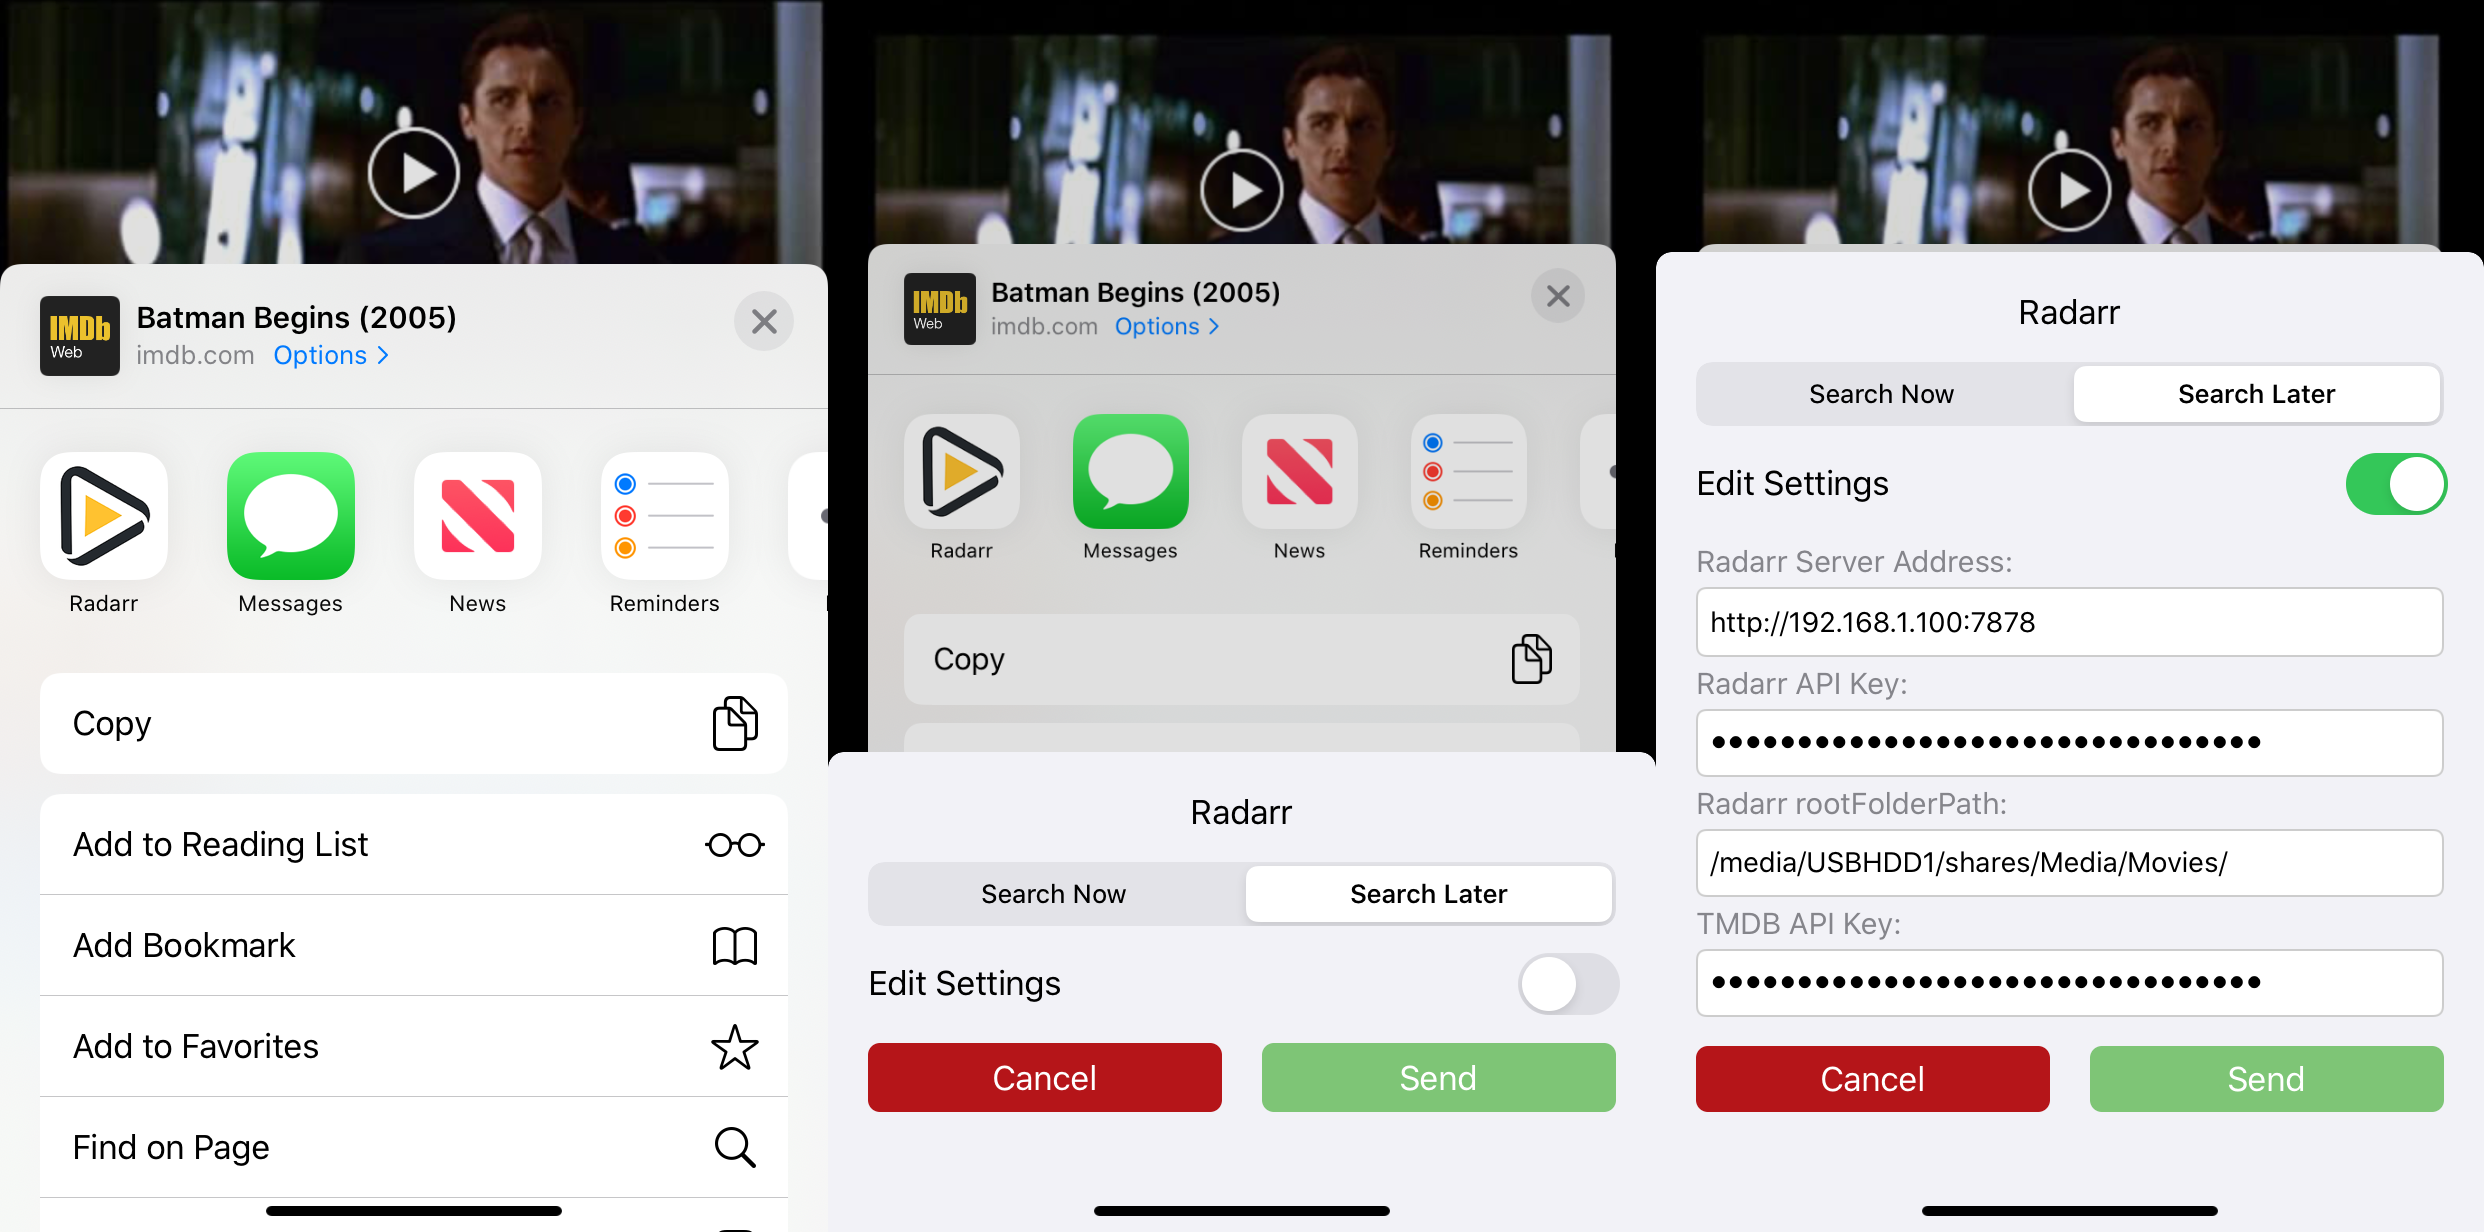 IMDb
Web
Batman Begins (2005)
imdb.com Options >
Radarr
Messages
News
Reminders
Copy
Add to Reading List
Add Bookmark
Add to Favorites
Find on Page
IMDb
Web
Batman Begins (2005)
imdb.com Options >
Radarr
Messages
News
Reminders
Copy
Radarr
Search Now
Search Later
Edit Settings
Cancel
Send
Radarr
Search Now
Search Later
Edit Settings
Radarr Server Address:
http://192.168.1.100:7878
Radarr API Key:
••••••••••••••••••••••••••••••••
Radarr rootFolderPath:
/media/USBHDD1/shares/Media/Movies/
TMDB API Key:
••••••••••••••••••••••••••••••••
Cancel
Send